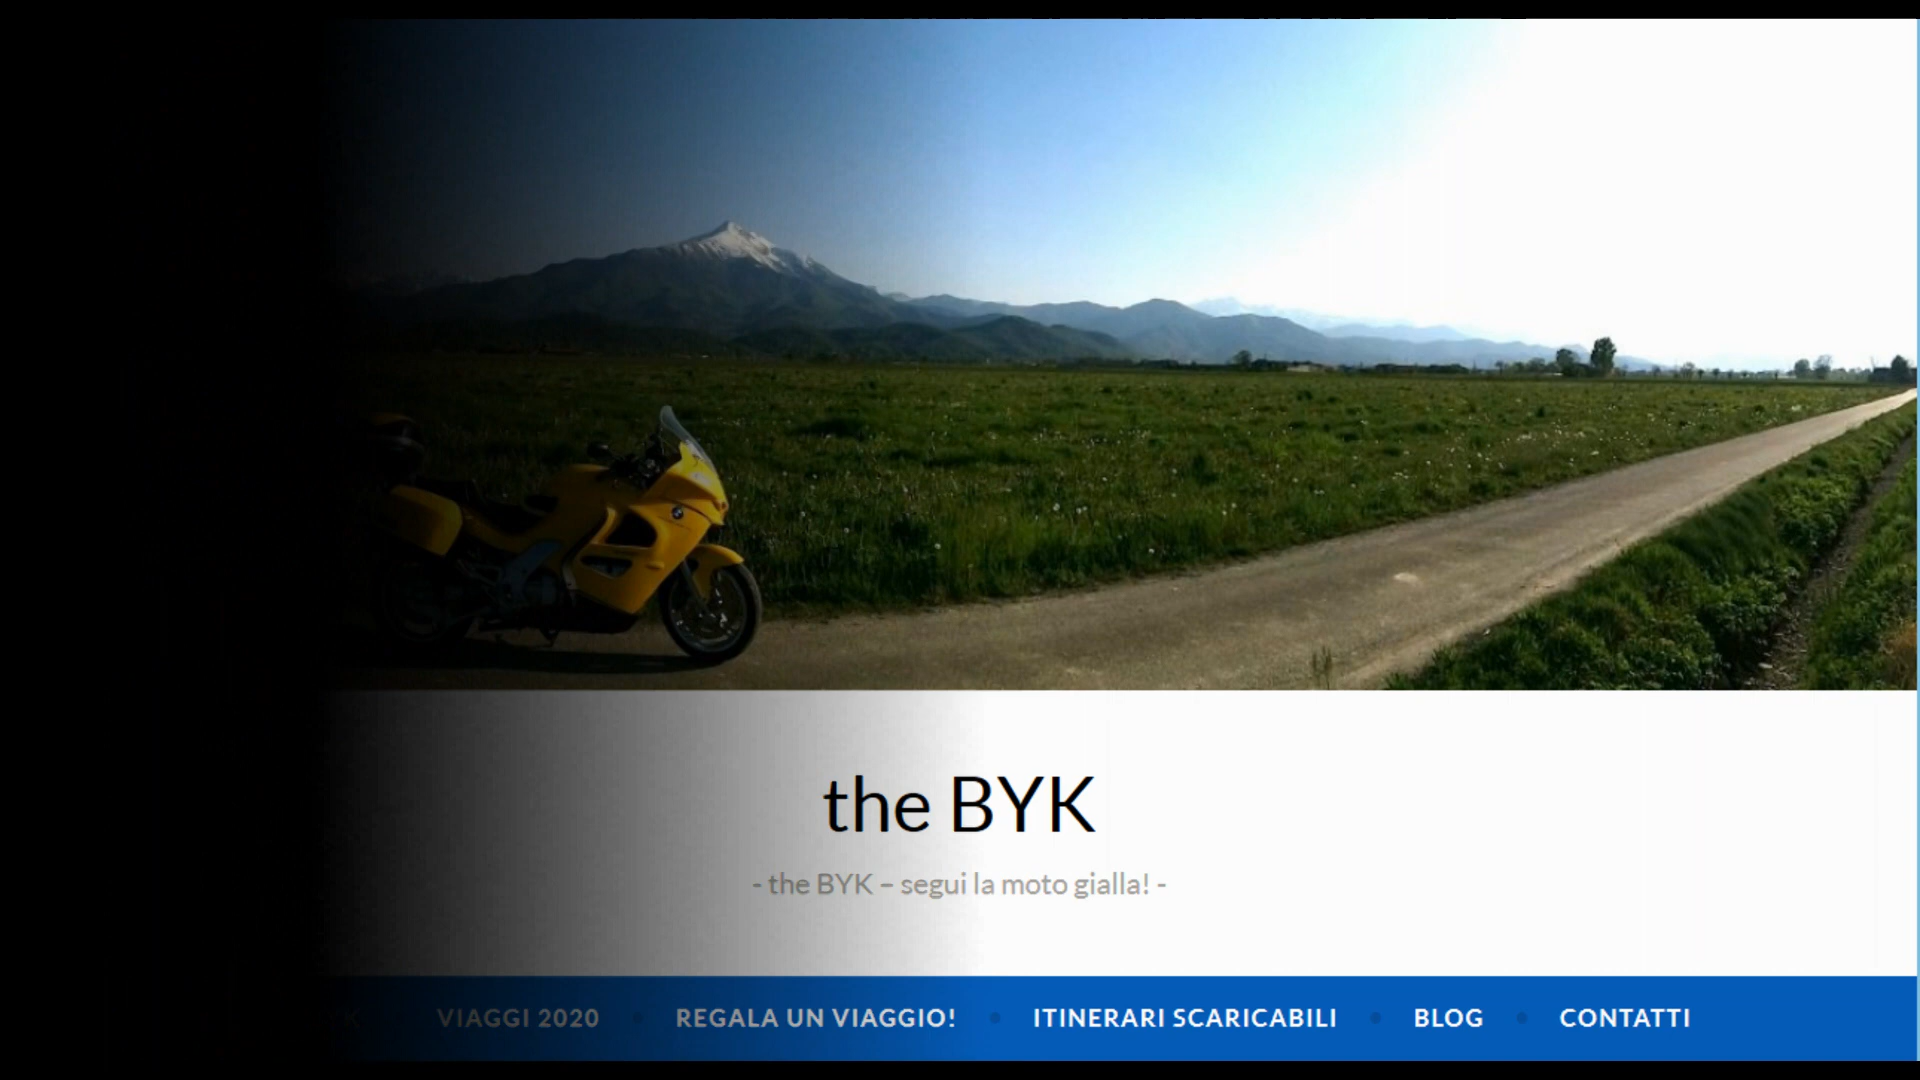 the BYK
- the BYK – segui la moto gialla! -
VIAGGI 2020 REGALA UN VIAGGIO! ITINERARI SCARICABILI BLOG CONTATTI